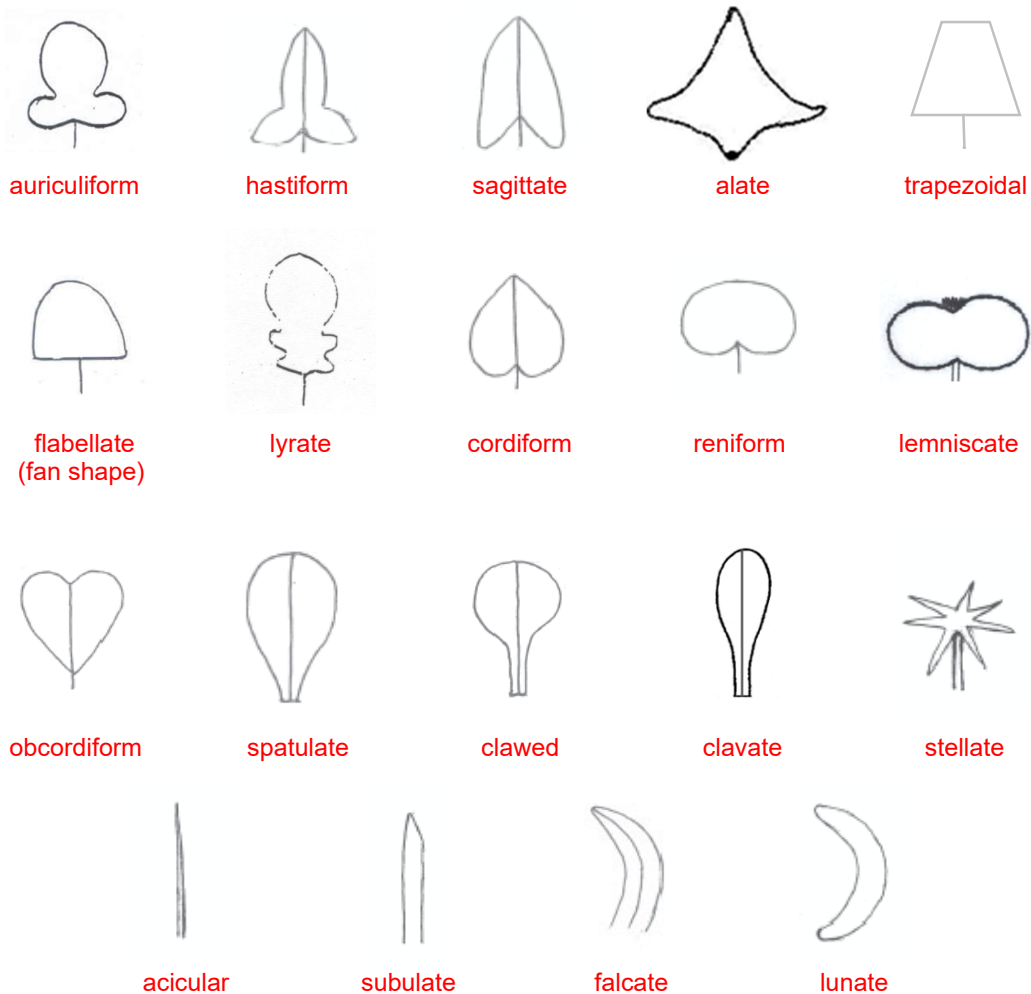 auriculiform
hastiform
sagittate
alate
trapezoidal
flabellate
(fan shape)
lyrate
cordiform
reniform
lemniscate
obcordiform
spatulate
clawed
clavate
stellate
acicular
subulate
falcate
lunate